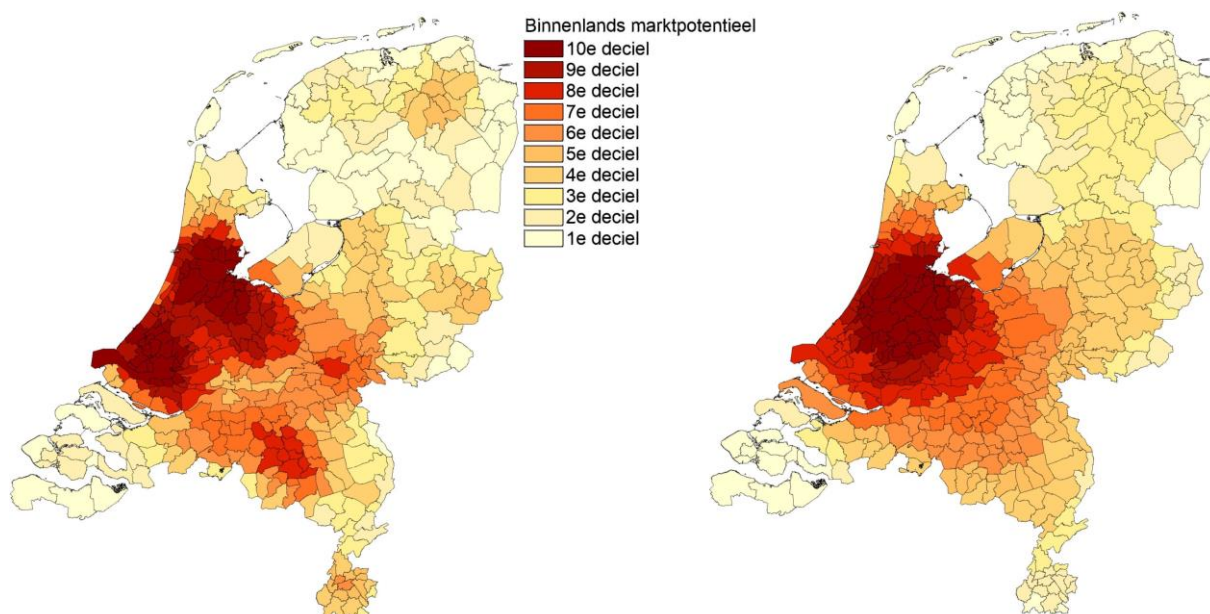 Binnenlands marktpotentieel
10e deciel
9e deciel
8e deciel
7e deciel
6e deciel
5e deciel
4e deciel
3e deciel
2e deciel
1e deciel